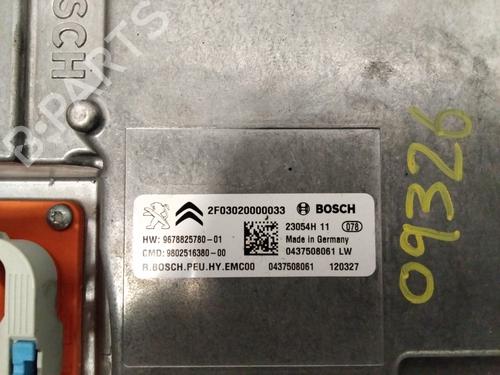 BOSCH
B-PARTS
2F03020000033 BOSCH
23054H 11 078
HW: 9678825780-01 Made in Germany
CMD: 9802516380-00 0437508061 LW
R.BOSCH.PEU.HY.EMC00 0437508061 120327
09326